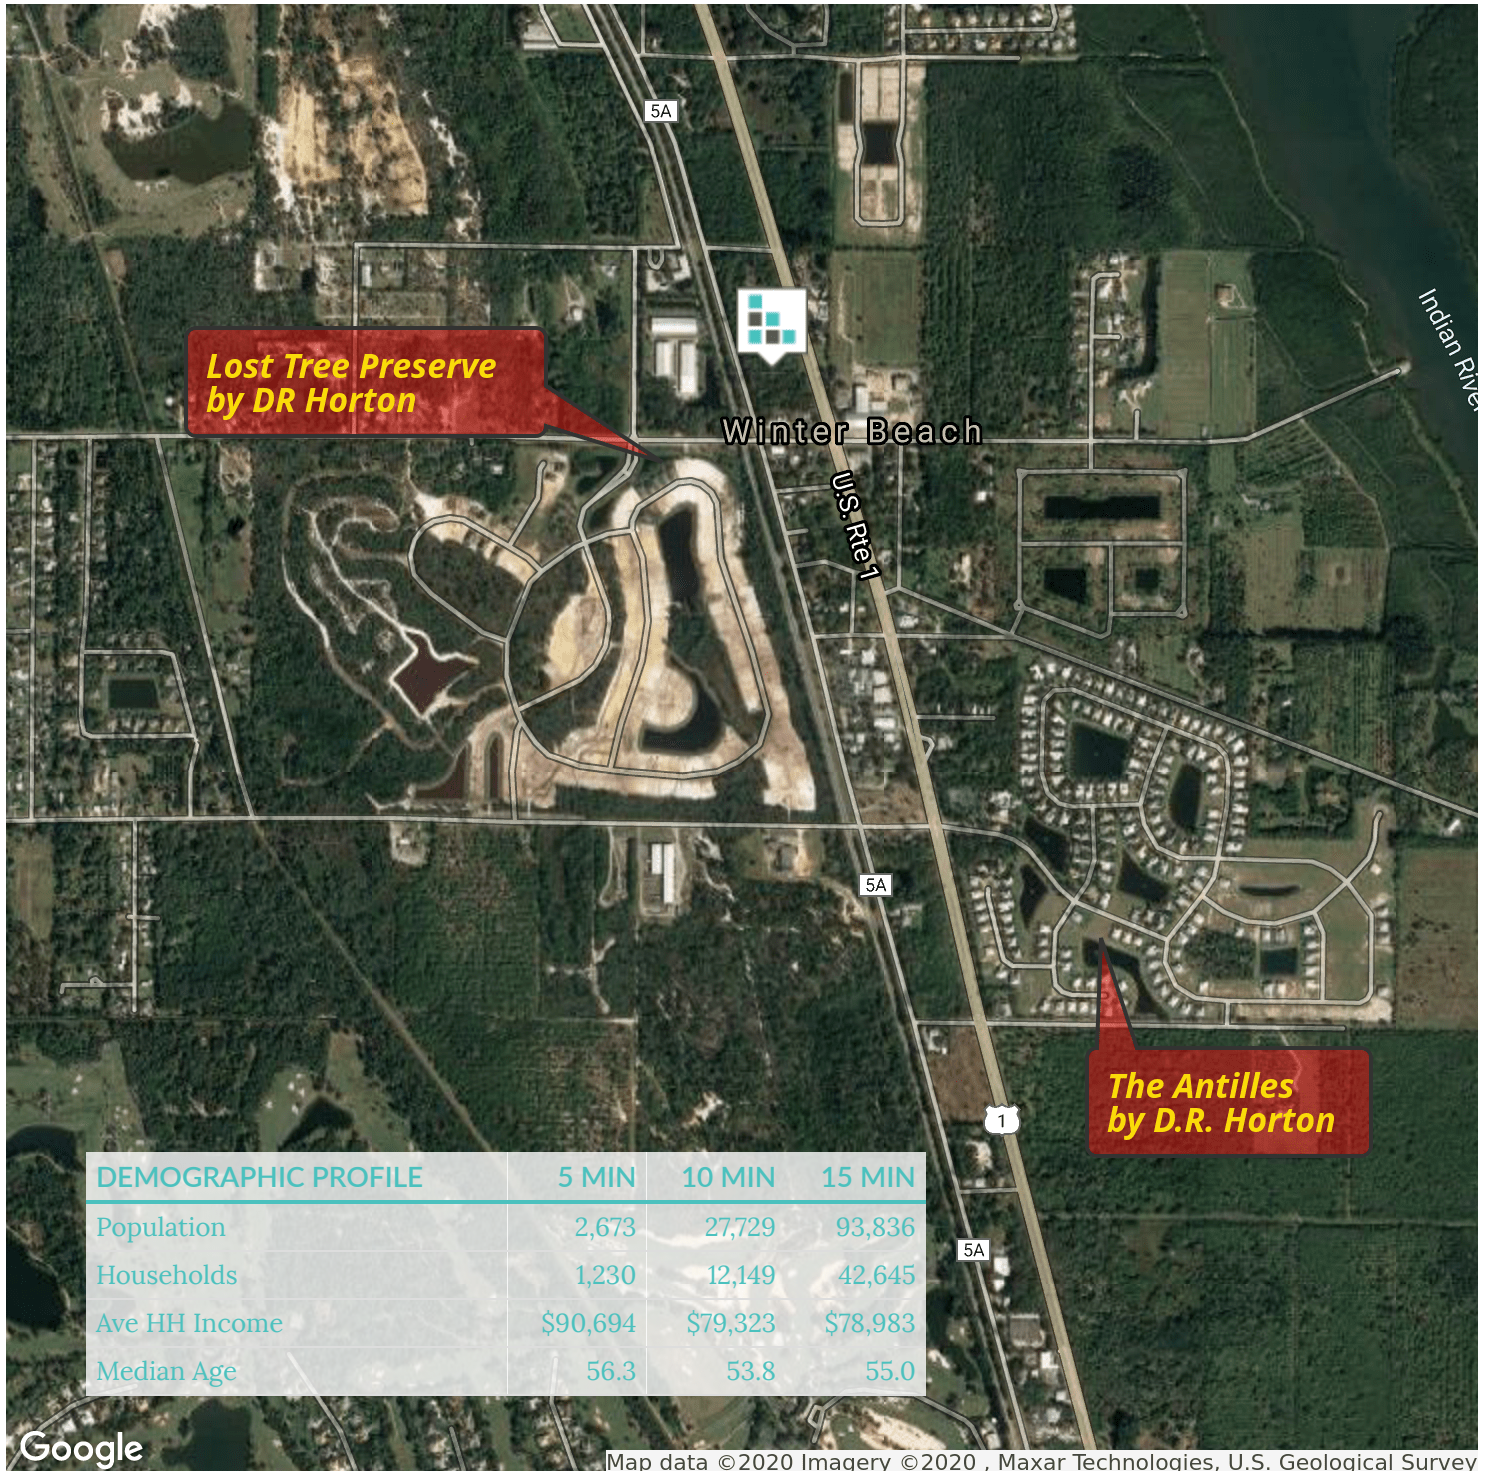 5A
Indian River
Lost Tree Preserve
by DR Horton
Winter Beach
U.S. Rte 1
5A
The Antilles
by D.R. Horton
1
DEMOGRAPHIC PROFILE 5 MIN 10 MIN 15 MIN
Population 2,673 27,729 93,836
5A
Households 1,230 12,149 42,645
Ave HH Income $90,694 $79,323 $78,983
Median Age 56.3 53.8 55.0
Google
Map data ©2020 Imagery ©2020 , Maxar Technologies, U.S. Geological Survey